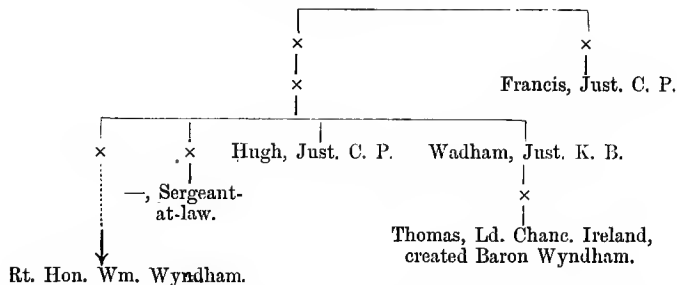 ×
×
×
Francis, Just. C. P.
×
×
Hugh, Just. C. P.
Wadham, Just. K. B.
—, Sergeant-
at-law.
×
Thomas, Ld. Chanc. Ireland,
created Baron Wyndham.
Rt. Hon. Wm. Wyndham.